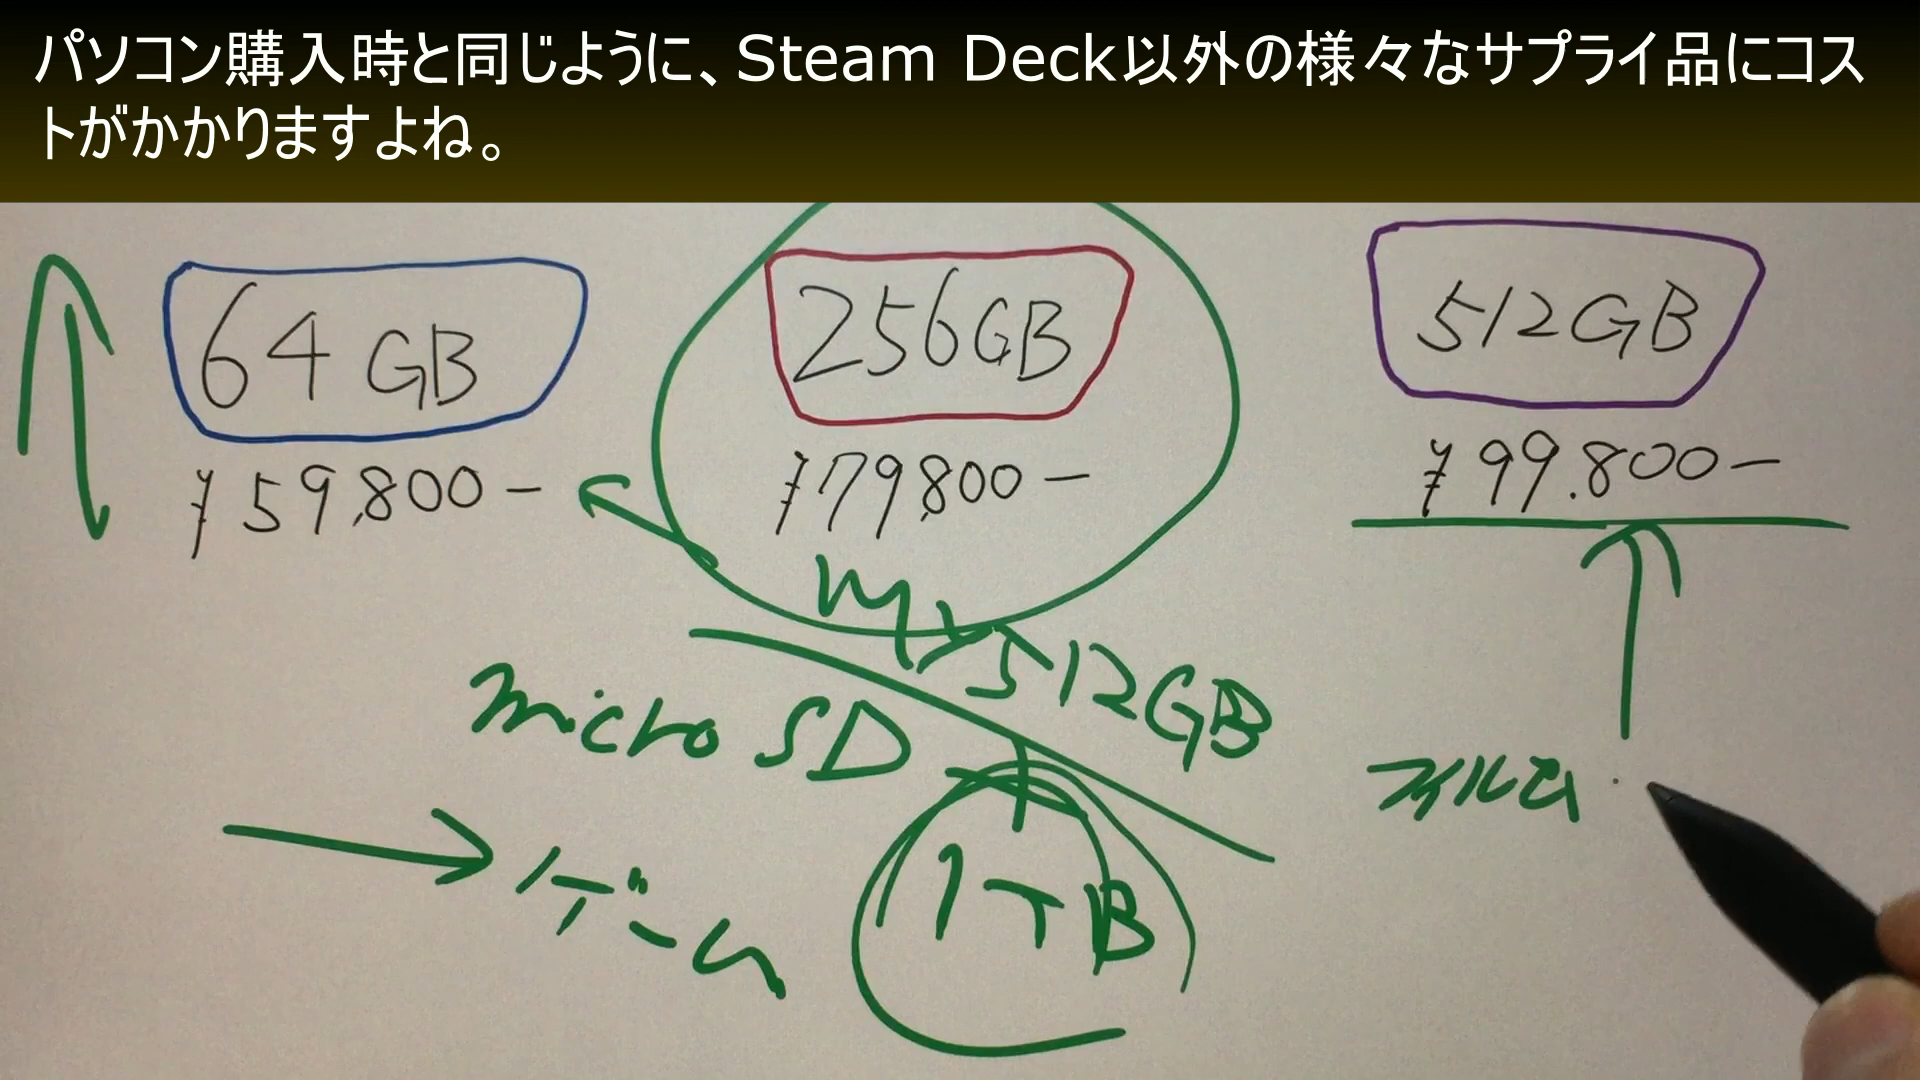 パソコン購入時と同じように、Steam Deck以外の様々なサプライ品にコス
トがかかりますよね。
64GB
256GB
512GB
¥59,800-
¥79,800-
¥99.800-
512GB
microSD
フィルム
ゲーム
1TB